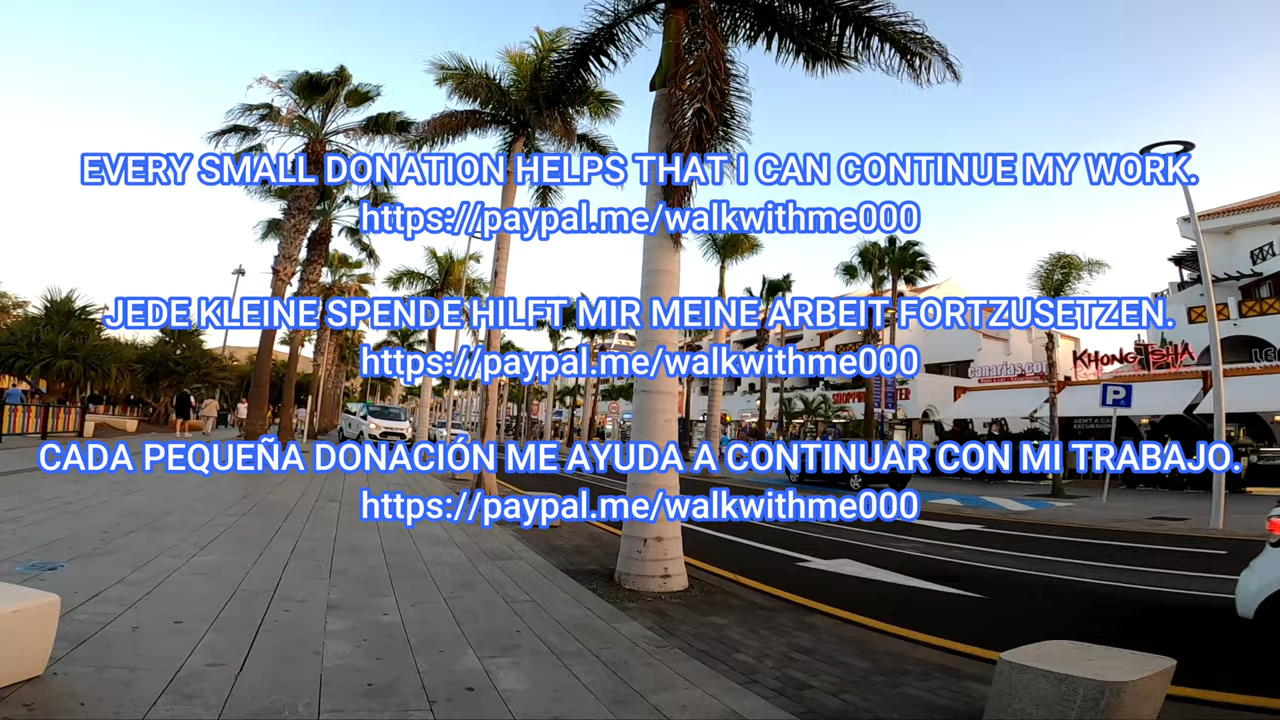 EVERY SMALL DONATION HELPS THAT I CAN CONTINUE MY WORK.
https://paypal.me/walkwithme000
JEDE KLEINE SPENDE HILFT MIR MEINE ARBEIT FORTZUSETZEN.
https://paypal.me/walkwithme000
canarias.com
KHONG TSHA
P
CADA PEQUEÑA DONACIÓN ME AYUDA A CONTINUAR CON MI TRABAJO.
https://paypal.me/walkwithme000